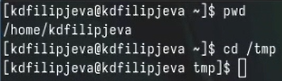 [kdfilipjeva@kdfilipjeva ~]$ pwd
/home/kdfilipjeva
[kdfilipjeva@kdfilipjeva ~]$ cd /tmp
[kdfilipjeva@kdfilipjeva tmp]$